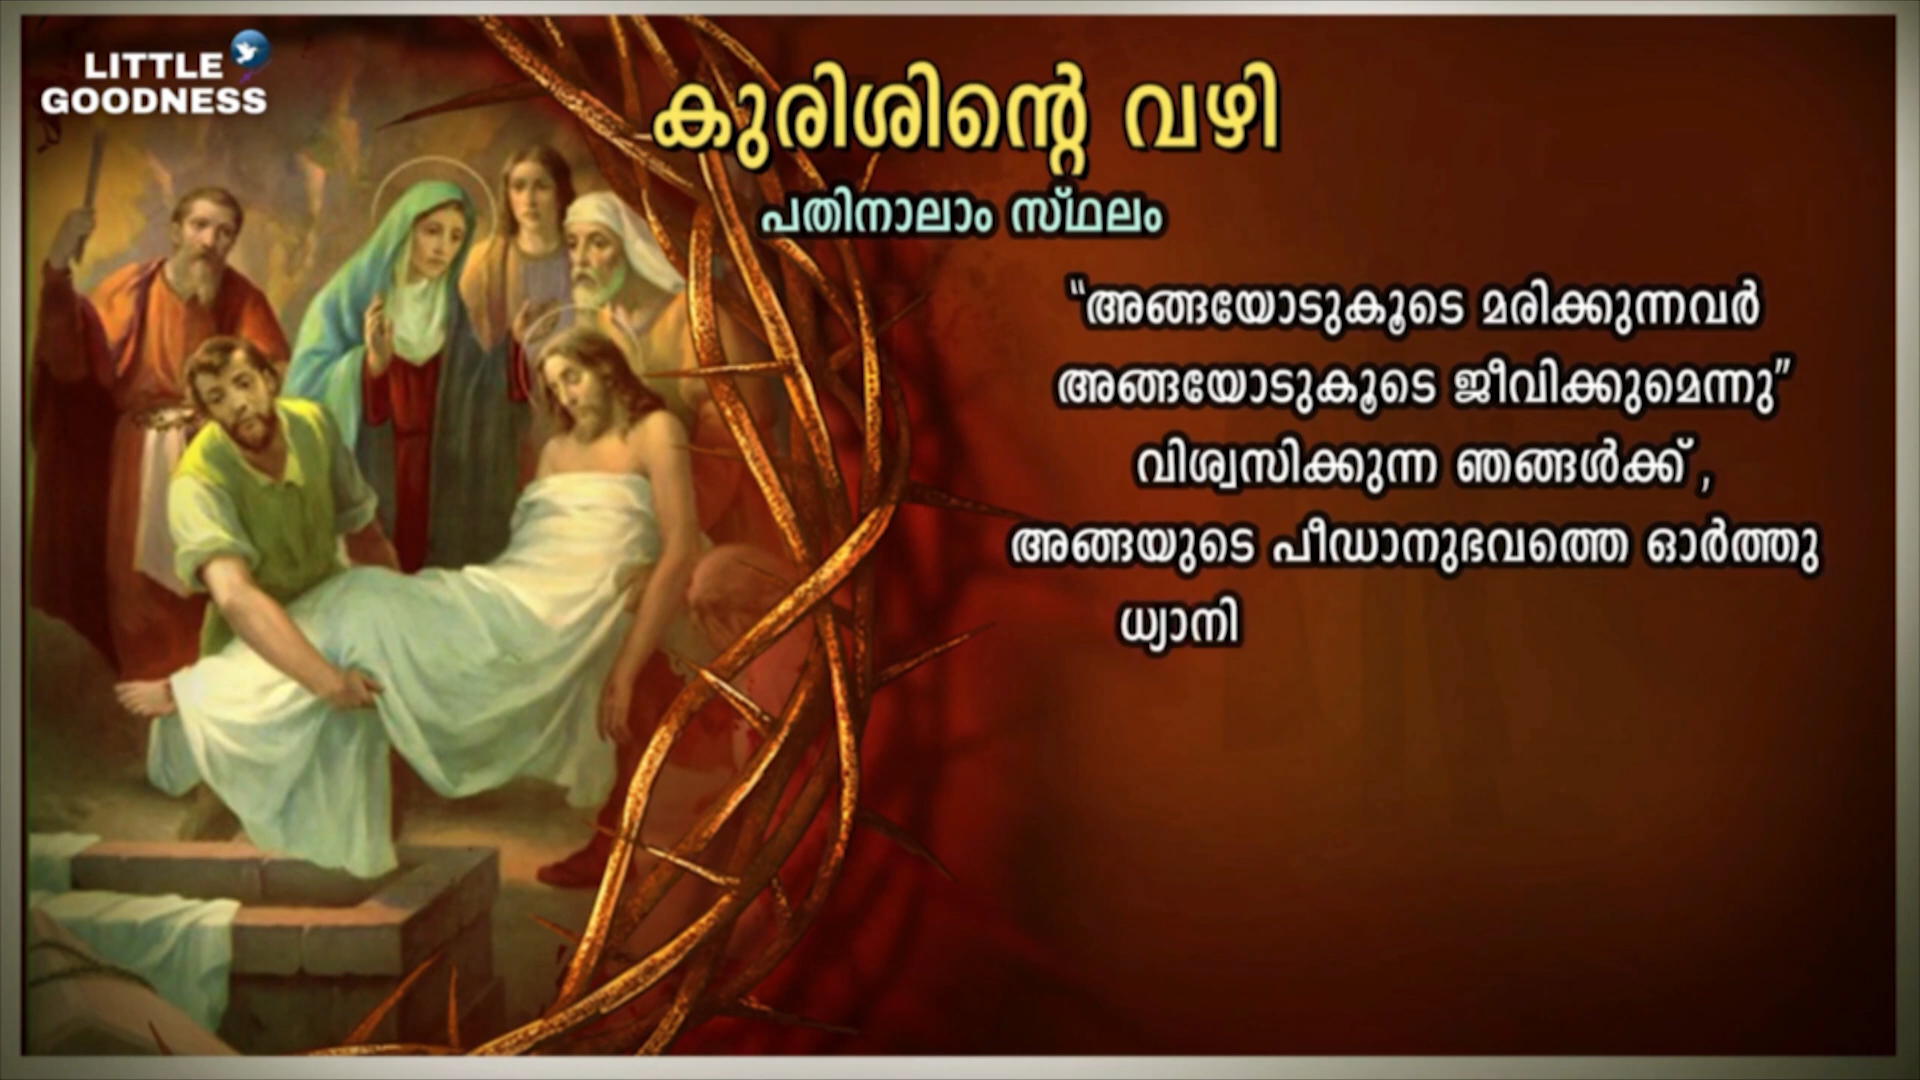 LITTLE
GOODNESS
കുരിശിന്റെ വഴി
പതിനാലാം സ്ഥലം
“അങ്ങയോടുകൂടെ മരിക്കുന്നവർ
അങ്ങയോടുകൂടെ ജീവിക്കുമെന്നു”
വിശ്വസിക്കുന്ന ഞങ്ങൾക്ക് ,
അങ്ങയുടെ പീഡാനുഭവത്തെ ഓർത്തു
ധ്യാനി